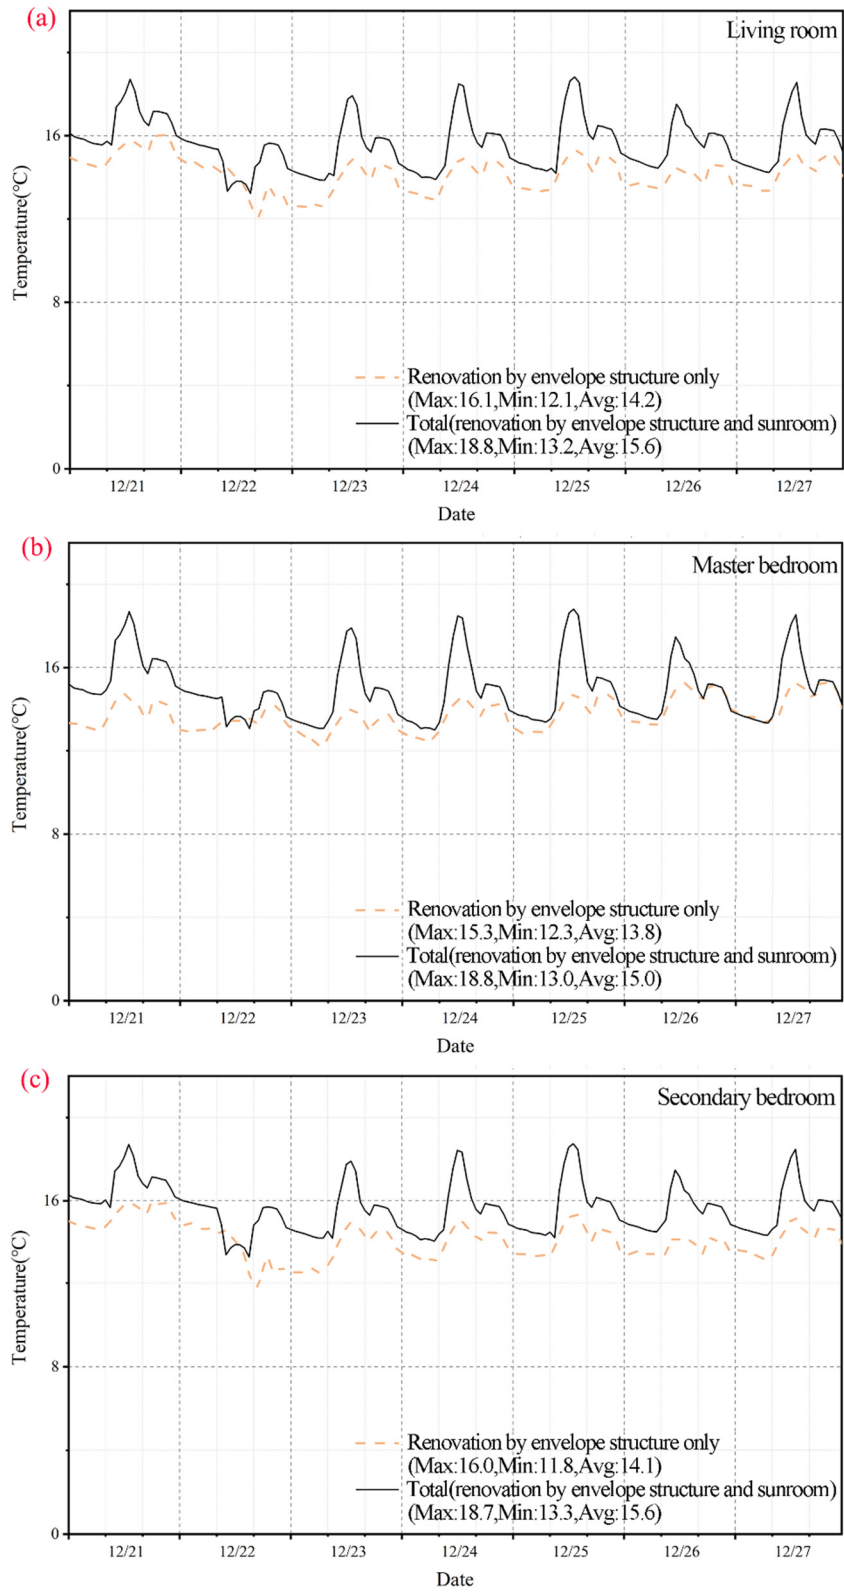 (a)
Living room
16
8
0
Temperature(°C)
Renovation by envelope structure only
(Max:16.1,Min:12.1,Avg:14.2)
Total(renovation by envelope structure and sunroom)
(Max:18.8,Min:13.2,Avg:15.6)
12/21 12/22 12/23 12/24 12/25 12/26 12/27
Date
(b)
Master bedroom
16
8
0
Temperature(°C)
Renovation by envelope structure only
(Max:15.3,Min:12.3,Avg:13.8)
Total(renovation by envelope structure and sunroom)
(Max:18.8,Min:13.0,Avg:15.0)
12/21 12/22 12/23 12/24 12/25 12/26 12/27
Date
(c)
Secondary bedroom
16
8
0
Temperature(°C)
Renovation by envelope structure only
(Max:16.0,Min:11.8,Avg:14.1)
Total(renovation by envelope structure and sunroom)
(Max:18.7,Min:13.3,Avg:15.6)
12/21 12/22 12/23 12/24 12/25 12/26 12/27
Date